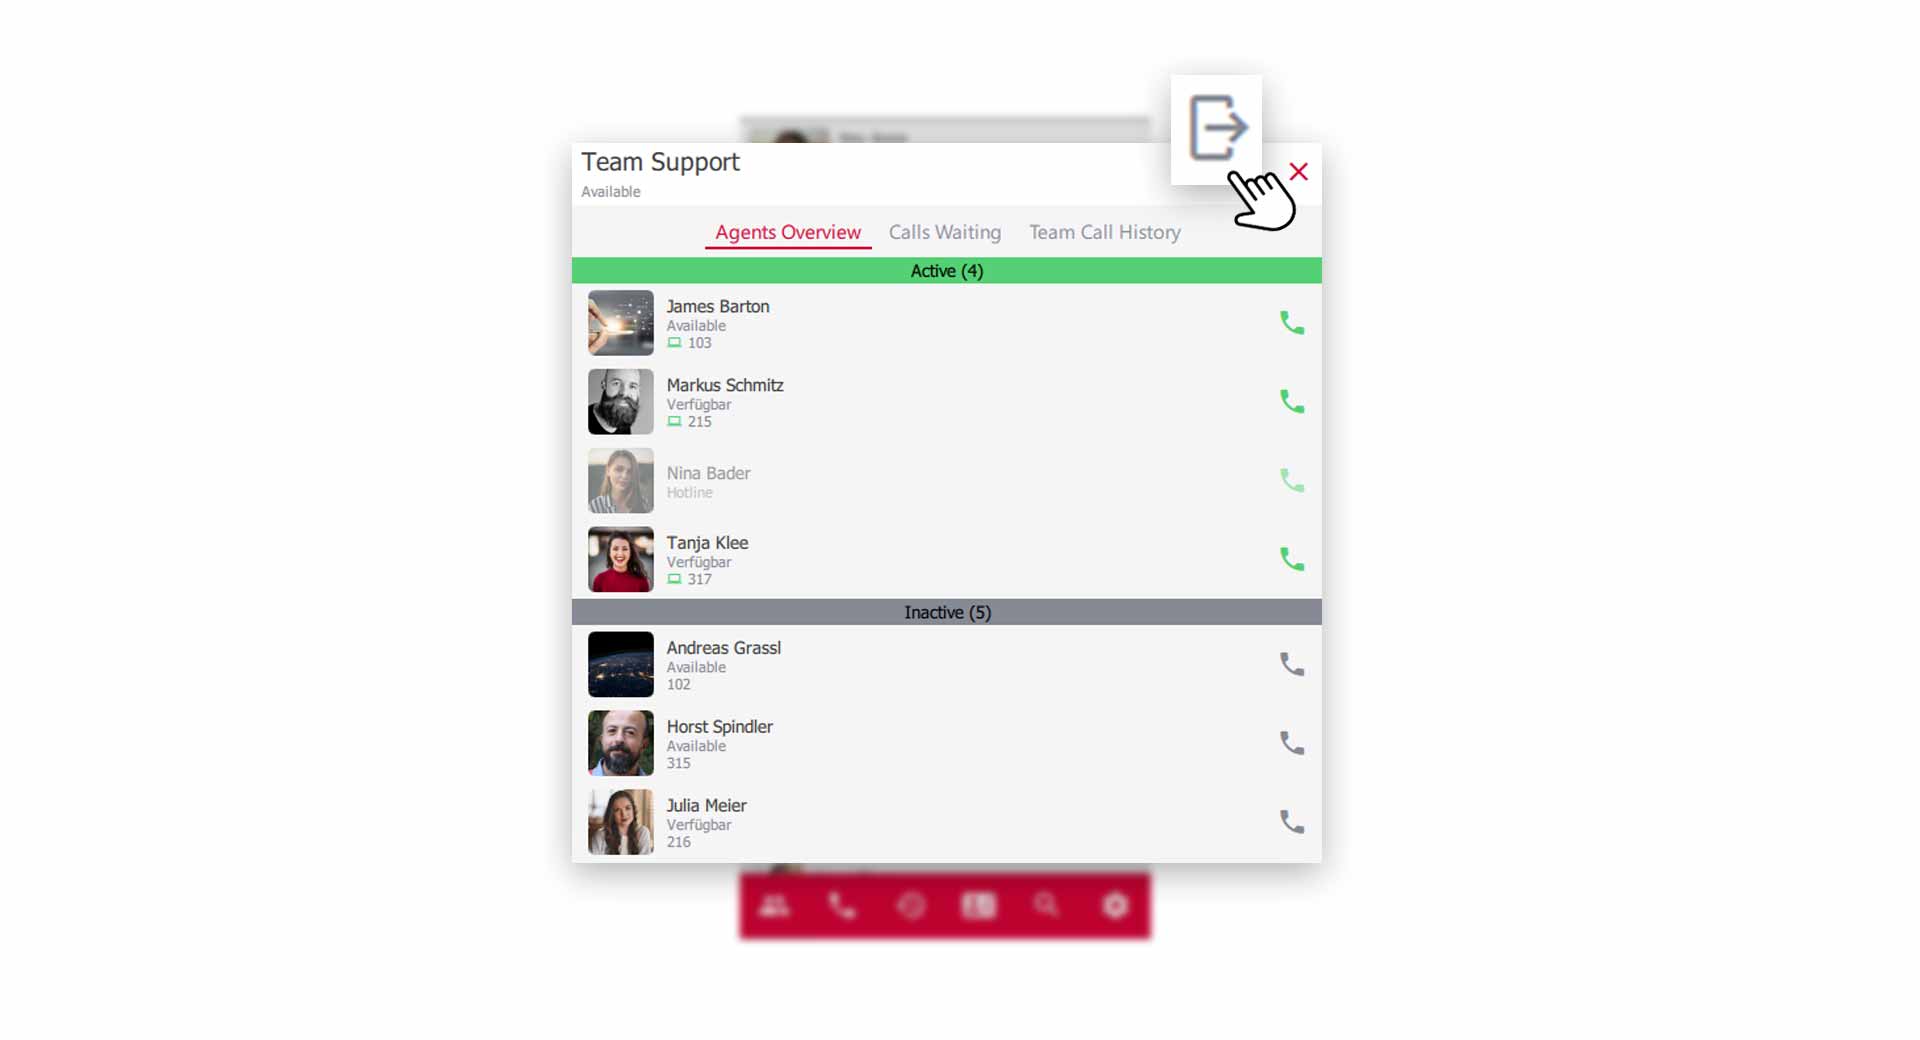 Team Support
Available
Agents Overview Calls Waiting Team Call History
Active (4)
James Barton
Available
103
Markus Schmitz
Verfügbar
215
Nina Bader
Hotline
Tanja Klee
Verfügbar
317
Inactive (5)
Andreas Grassl
Available
102
Horst Spindler
Available
315
Julia Meier
Verfügbar
216